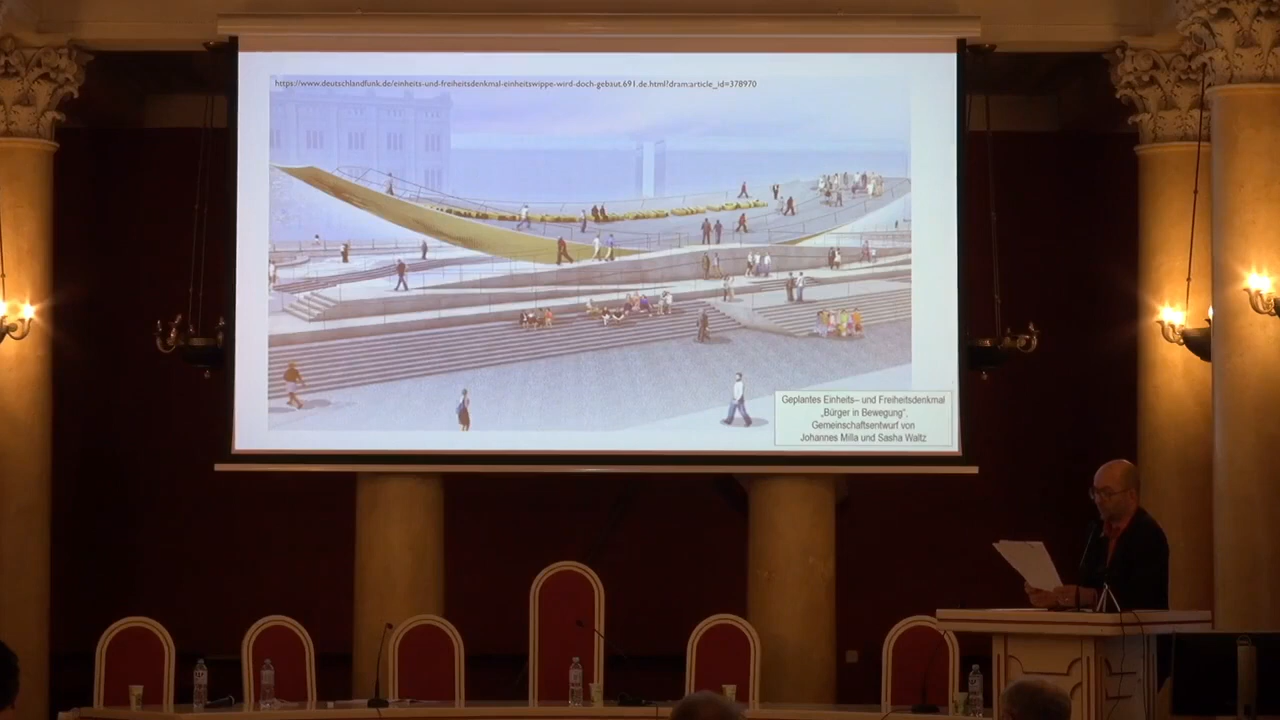 https://www.deutschlandfunk.de/einheits-und-freiheitsdenkmal-einheitswippe-wird-doch-gebaut.691.de.html?dram:article_id=378970
Geplantes Einheits– und Freiheitsdenkmal
„Bürger in Bewegung“,
Gemeinschaftsentwurf von
Johannes Milla und Sasha Waltz